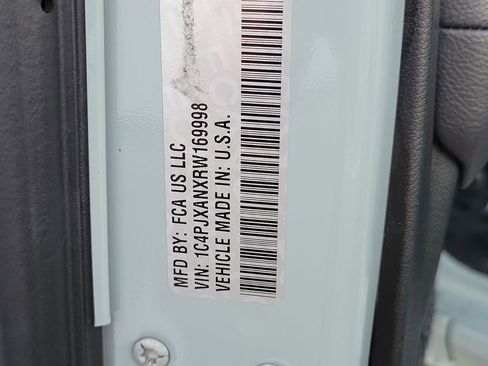 MFD BY: FCA US LLC
VIN: 1C4PJXANXRW169998
VEHICLE MADE IN: U.S.A.